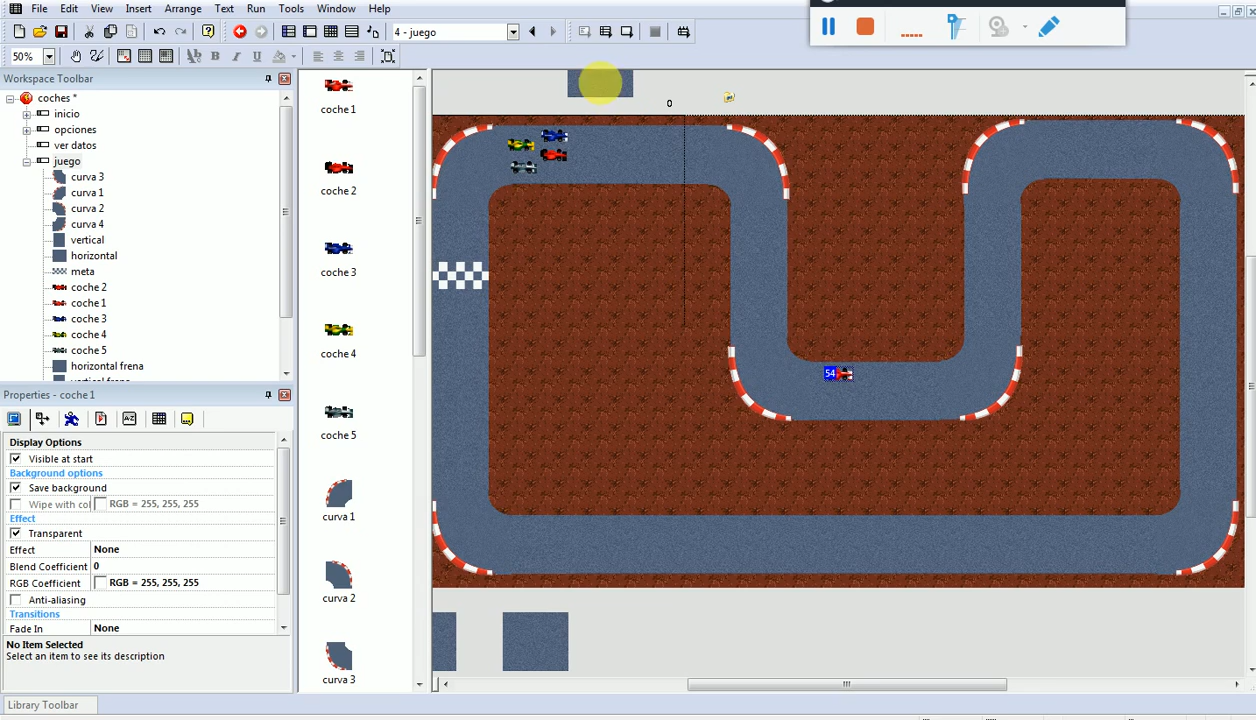 File Edit View Insert Arrange Text Run Tools Window Help
4 - juego
50%
Workspace Toolbar
coches *
inicio
opciones
ver datos
juego
curva 3
curva 1
curva 2
curva 4
vertical
horizontal
meta
coche 2
coche 1
coche 3
coche 4
coche 5
horizontal frena
Properties - coche 1
Display Options
Visible at start
Background options
Save background
Wipe with col RGB = 255, 255, 255
Effect
Transparent
Effect None
Blend Coefficient 0
RGB Coefficient RGB = 255, 255, 255
Anti-aliasing
Transitions
Fade In None
No Item Selected
Select an item to see its description
Library Toolbar
coche 1
coche 2
coche 3
coche 4
coche 5
curva 1
curva 2
curva 3
0
54